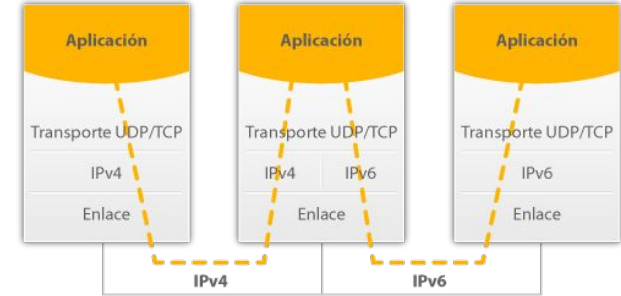 Aplicación
Transporte UDP/TCP
IPv4
Enlace
Aplicación
Transporte UDP/TCP
IPv4 IPv6
Enlace
Aplicación
Transporte UDP/TCP
IPv6
Enlace
IPv4
IPv6